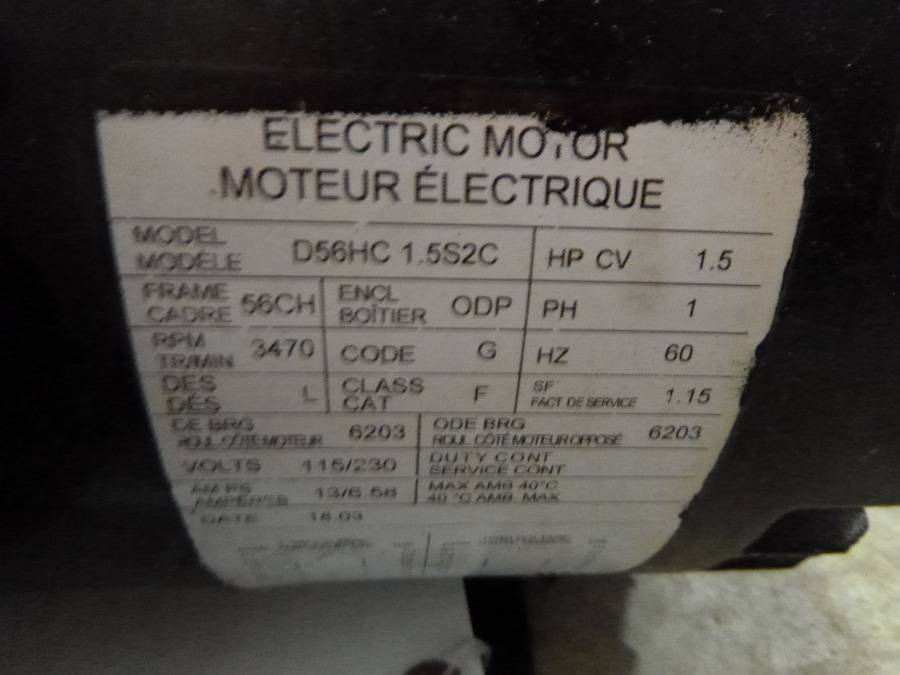 ELECTRIC MOTOR
MOTEUR ÉLECTRIQUE
MODEL
MODÈLE D56HC 1.5S2C HP CV 1.5
FRAME
CADRE 56CH ENCL
BOÎTIER ODP PH 1
RPM
TR/MIN 3470 CODE G HZ 60
DES
DÉS L CLASS
CAT F SF
FACT. DE SERVICE 1.15
DE BRG
ROUL CÔTÉ MOTEUR 6203 ODE BRG
ROUL. CÔTÉ MOTEUR OPPOSÉ 6203
VOLTS 115/230 DUTY CONT
SERVICE CONT
AMPS
AMPÈRES 13/6.58 MAX AMB 40°C
40 °C AMB. MAX
DATE 18.03